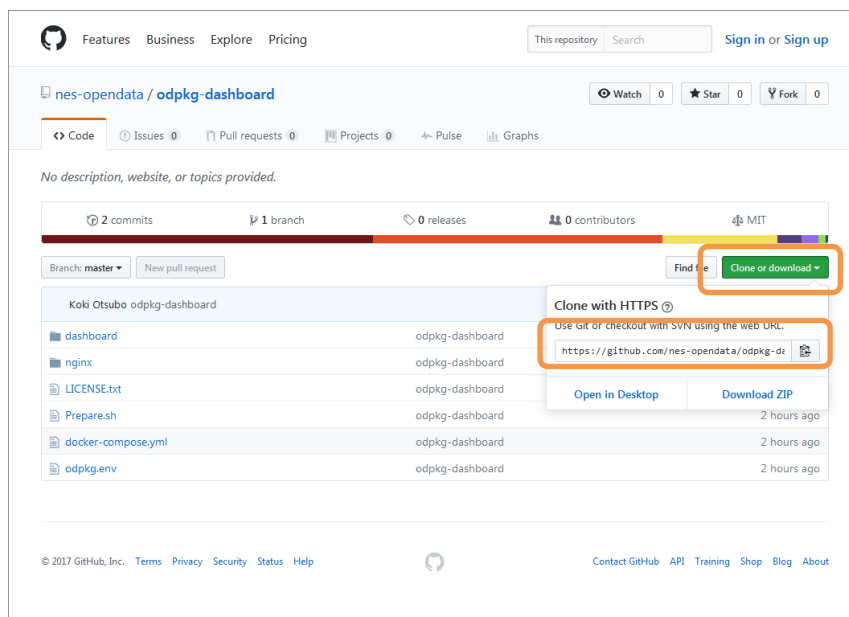 Features Business Explore Pricing This repository Search Sign in or Sign up
nes-opendata / odpkg-dashboard Watch 0 Star 0 Fork 0
Code Issues 0 Pull requests 0 Projects 0 Pulse Graphs
No description, website, or topics provided.
2 commits 1 branch 0 releases 0 contributors MIT
Branch: master New pull request Find Clone or download
Koki Otsubo odpkg-dashboard
Clone with HTTPS
Use Git or checkout with SVN using the web URL.
https://github.com/nes-opendata/odpkg-da
Open in Desktop Download ZIP
dashboard odpkg-dashboard
nginx odpkg-dashboard
LICENSE.txt odpkg-dashboard
Prepare.sh odpkg-dashboard 2 hours ago
docker-compose.yml odpkg-dashboard 2 hours ago
odpkg.env odpkg-dashboard 2 hours ago
© 2017 GitHub, Inc. Terms Privacy Security Status Help Contact GitHub API Training Shop Blog About